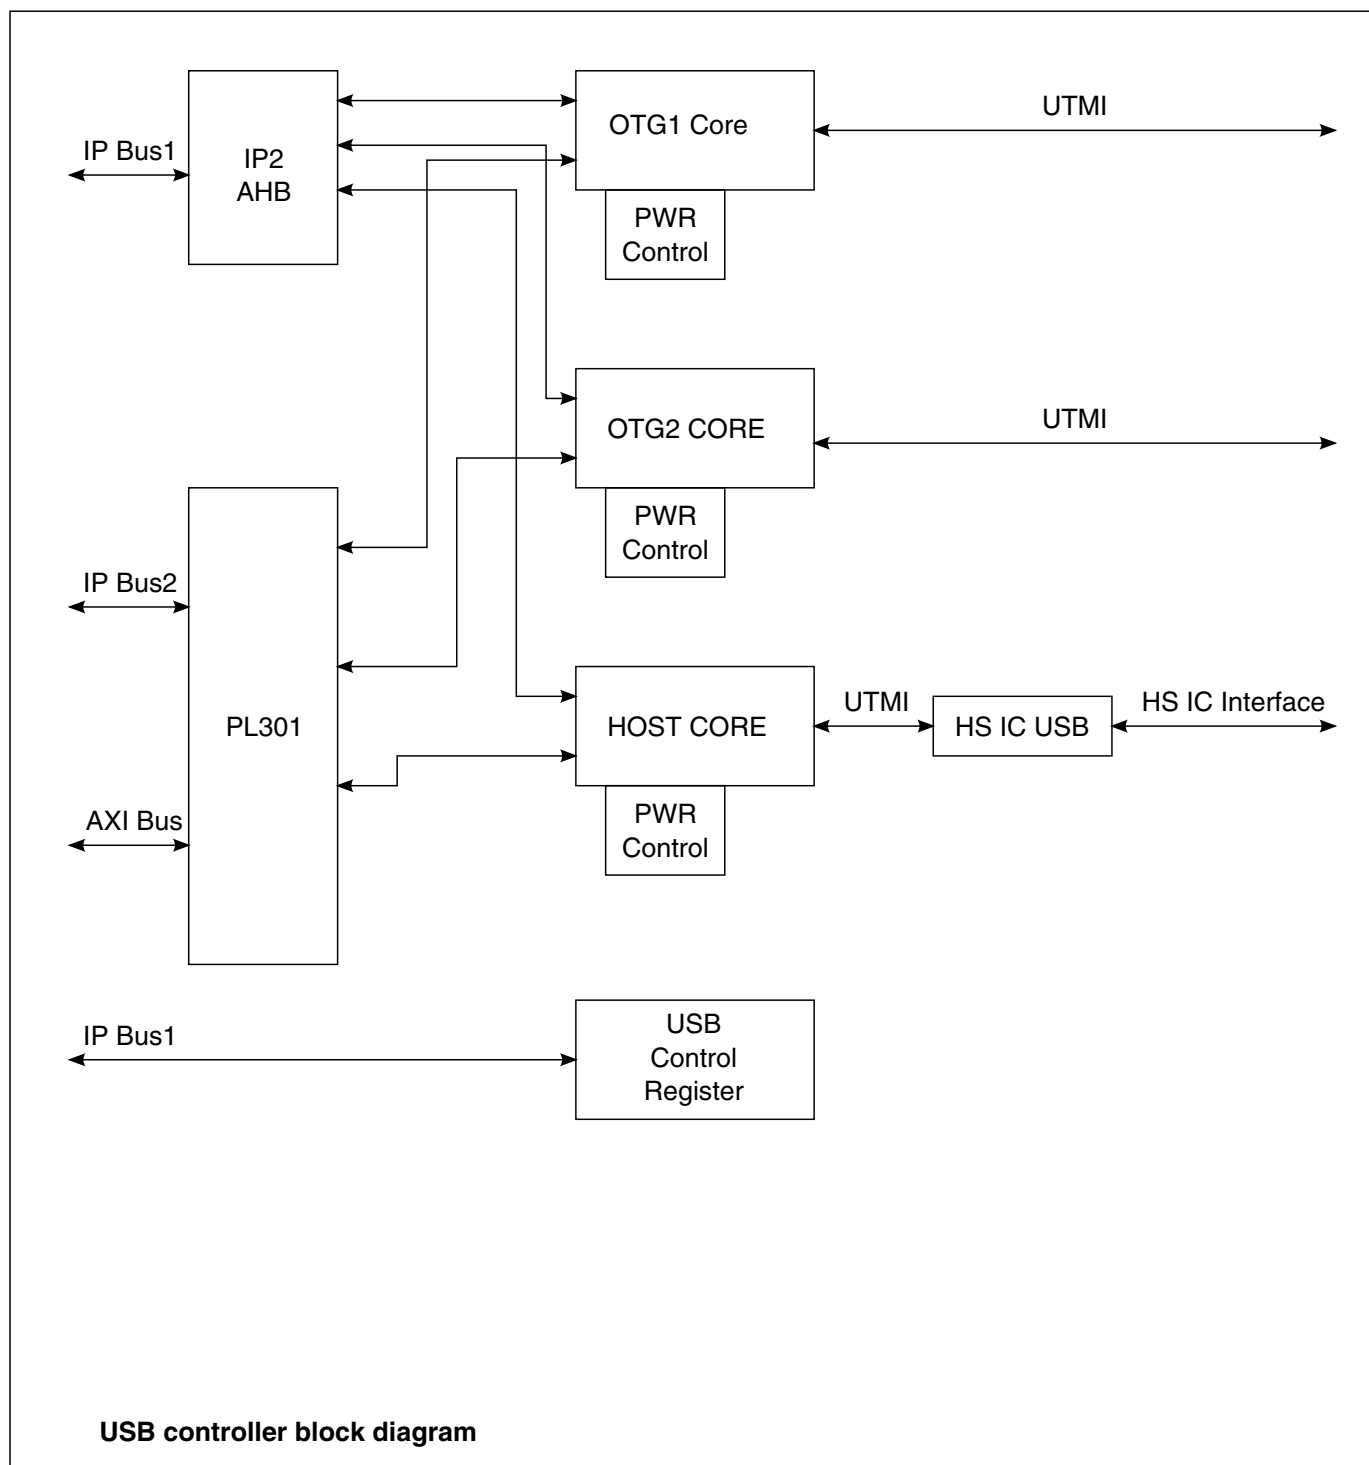 IP Bus1
IP2
AHB
OTG1 Core
UTMI
PWR
Control
OTG2 CORE
UTMI
PWR
Control
IP Bus2
AXI Bus
PL301
HOST CORE
UTMI
HS IC USB
HS IC Interface
PWR
Control
IP Bus1
USB
Control
Register
USB controller block diagram